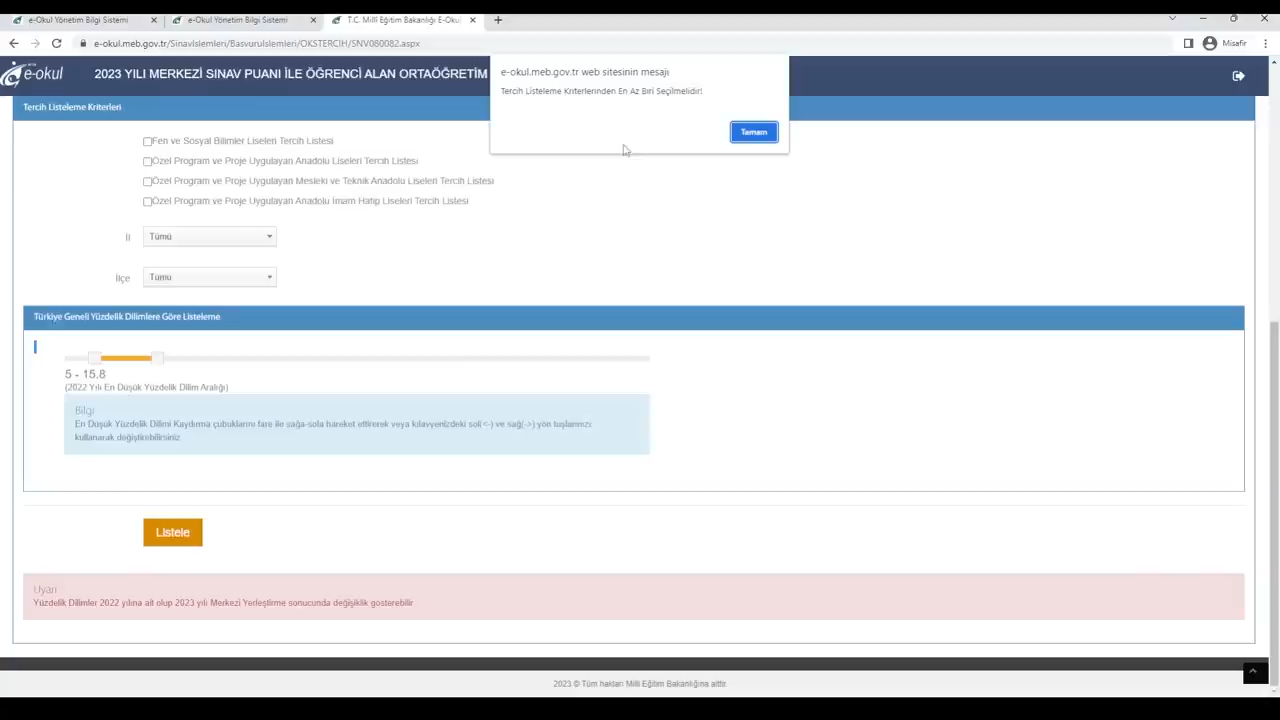 e-Okul Yönetim Bilgi Sistemi
e-Okul Yönetim Bilgi Sistemi
T.C. Millî Eğitim Bakanlığı E-Oku
e-okul.meb.gov.tr/SinavIslemleri/BasvuruIslemleri/OKSTERCIH/SNV080082.aspx
Misafir
e-okul
2023 YILI MERKEZİ SINAV PUANI İLE ÖĞRENCİ ALAN ORTAÖĞRETİM
e-okul.meb.gov.tr web sitesinin mesajı
Tercih Listeleme Kriterlerinden En Az Biri Seçilmelidir!
Tamam
Tercih Listeleme Kriterleri
Fen ve Sosyal Bilimler Liseleri Tercih Listesi
Özel Program ve Proje Uygulayan Anadolu Liseleri Tercih Listesi
Özel Program ve Proje Uygulayan Mesleki ve Teknik Anadolu Liseleri Tercih Listesi
Özel Program ve Proje Uygulayan Anadolu İmam Hatip Liseleri Tercih Listesi
İl
Tümü
İlçe
Tümü
Türkiye Geneli Yüzdelik Dilimlere Göre Listeleme
5 - 15.8
(2022 Yılı En Düşük Yüzdelik Dilim Aralığı)
Bilgi
En Düşük Yüzdelik Dilimi Kaydırma çubuklarını fare ile sağa-sola hareket ettirerek veya klavyenizdeki sol(<-) ve sağ(->) yön tuşlarınızı
kullanarak değiştirebilirsiniz
Listele
Uyarı
Yüzdelik Dilimler 2022 yılına ait olup 2023 yılı Merkezi Yerleştirme sonucunda değişiklik gösterebilir
2023 © Tüm hakları Milli Eğitim Bakanlığına aittir.